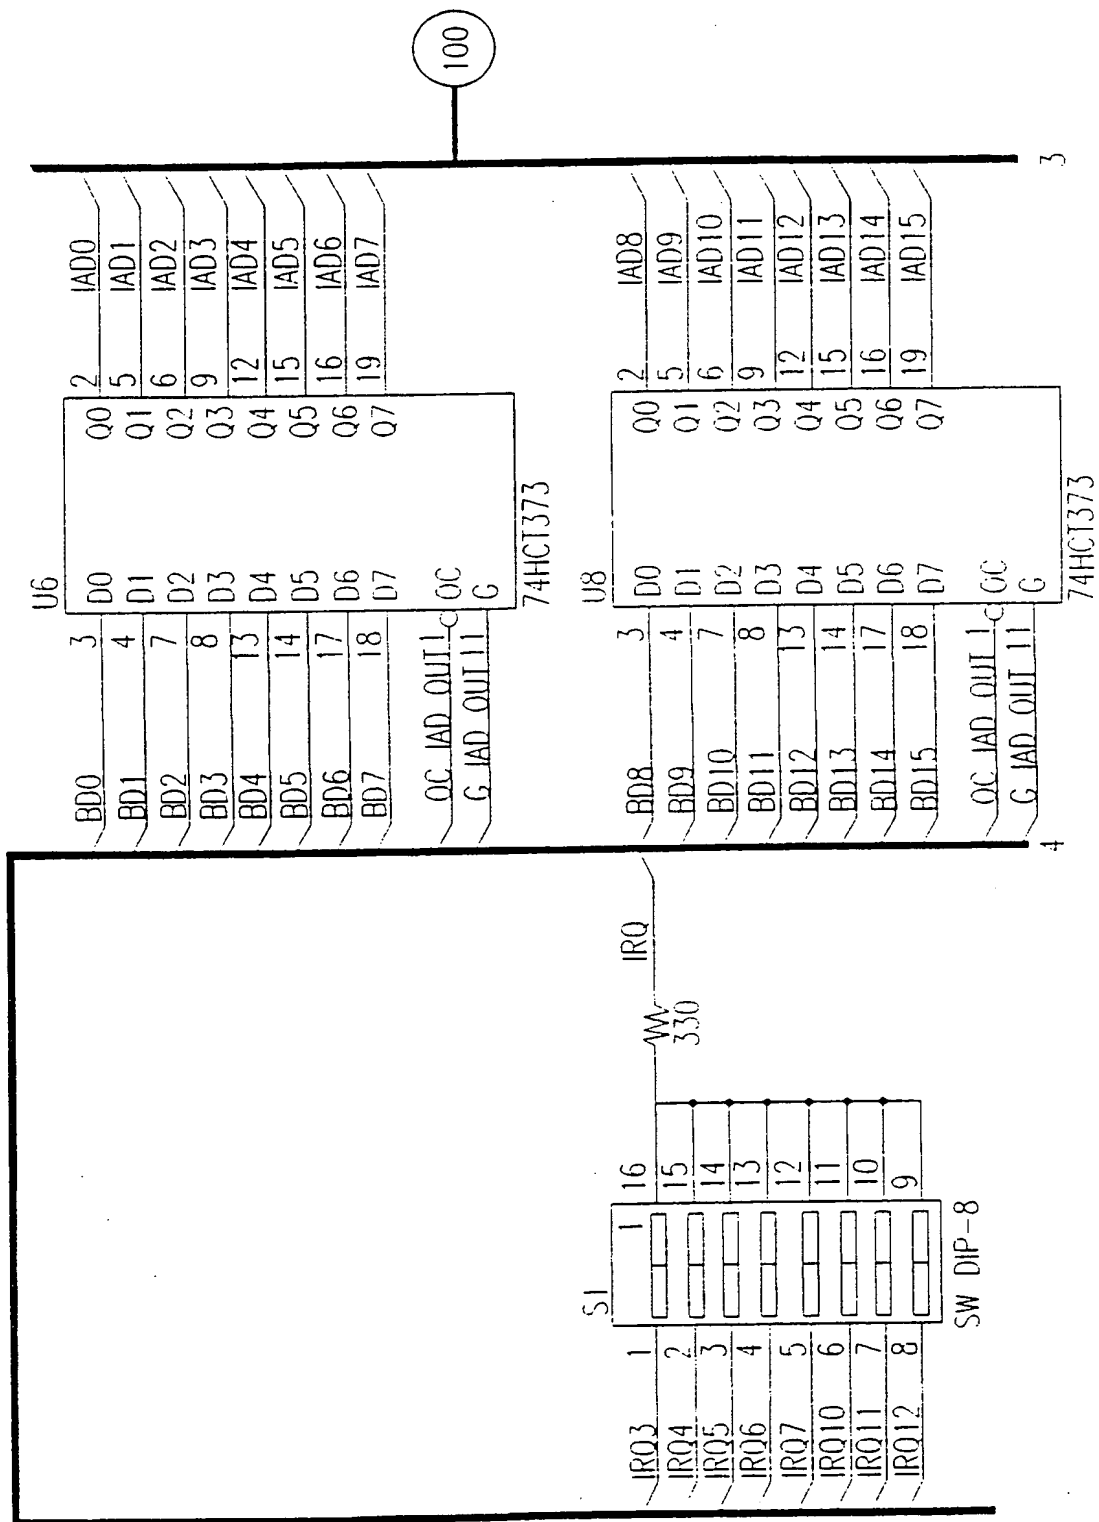 100
3
U6
BD0 3 D0 Q0 2 IAD0
BD1 4 D1 Q1 5 IAD1
BD2 7 D2 Q2 6 IAD2
BD3 8 D3 Q3 9 IAD3
BD4 13 D4 Q4 12 IAD4
BD5 14 D5 Q5 15 IAD5
BD6 17 D6 Q6 16 IAD6
BD7 18 D7 Q7 19 IAD7
OC IAD OUT 1 OC
G IAD OUT 11 G
74HCT373
U8
BD8 3 D0 Q0 2 IAD8
BD9 4 D1 Q1 5 IAD9
BD10 7 D2 Q2 6 IAD10
BD11 8 D3 Q3 9 IAD11
BD12 13 D4 Q4 12 IAD12
BD13 14 D5 Q5 15 IAD13
BD14 17 D6 Q6 16 IAD14
BD15 18 D7 Q7 19 IAD15
OC IAD OUT 1 OC
G IAD OUT 11 G
74HCT373
4
S1
IRQ
330
IRQ3 1 1 16
IRQ4 2 15
IRQ5 3 14
IRQ6 4 13
IRQ7 5 12
IRQ10 6 11
IRQ11 7 10
IRQ12 8 9
SW DIP-8